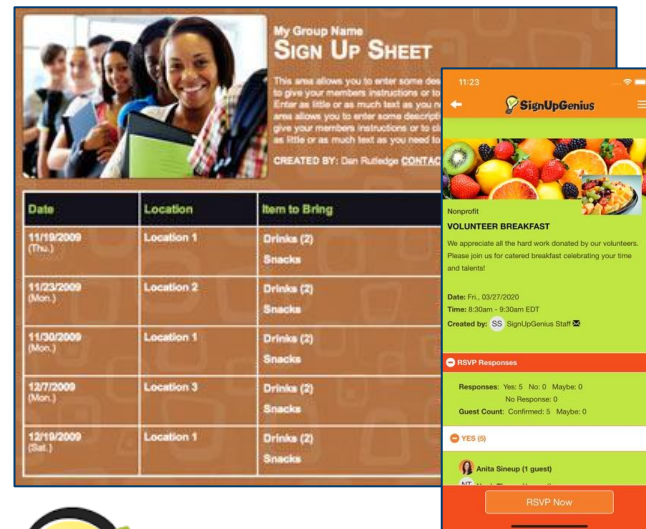 My Group Name
SIGN UP SHEET
This area allows you to enter some
to give your members instructions or to
Enter as little or as much text as you
area allows you to enter some
give your members instructions or to
as little or as much text as you need to
CREATED BY: Dan Rutledge CONTAC
Date Location Item to Bring
11/19/2009 Location 1 Drinks (2)
(Thu.) Snacks
11/23/2009 Location 2 Drinks (2)
(Mon.) Snacks
11/30/2009 Location 1 Drinks (2)
(Mon.) Snacks
12/7/2009 Location 3 Drinks (2)
(Mon.) Snacks
12/19/2009 Location 1 Drinks (2)
(Sat.) Snacks
11:23
SignUpGenius
Nonprofit
VOLUNTEER BREAKFAST
We appreciate all the hard work donated by our volunteers.
Please join us for catered breakfast celebrating your time
and talents!
Date: Fri., 03/27/2020
Time: 8:30am - 9:30am EDT
Created by: SS SignUpGenius Staff
RSVP Responses
Responses: Yes: 5 No: 0 Maybe: 0
No Response: 0
Guest Count: Confirmed: 5 Maybe: 0
YES (5)
Anita Sineup (1 guest)
RSVP Now